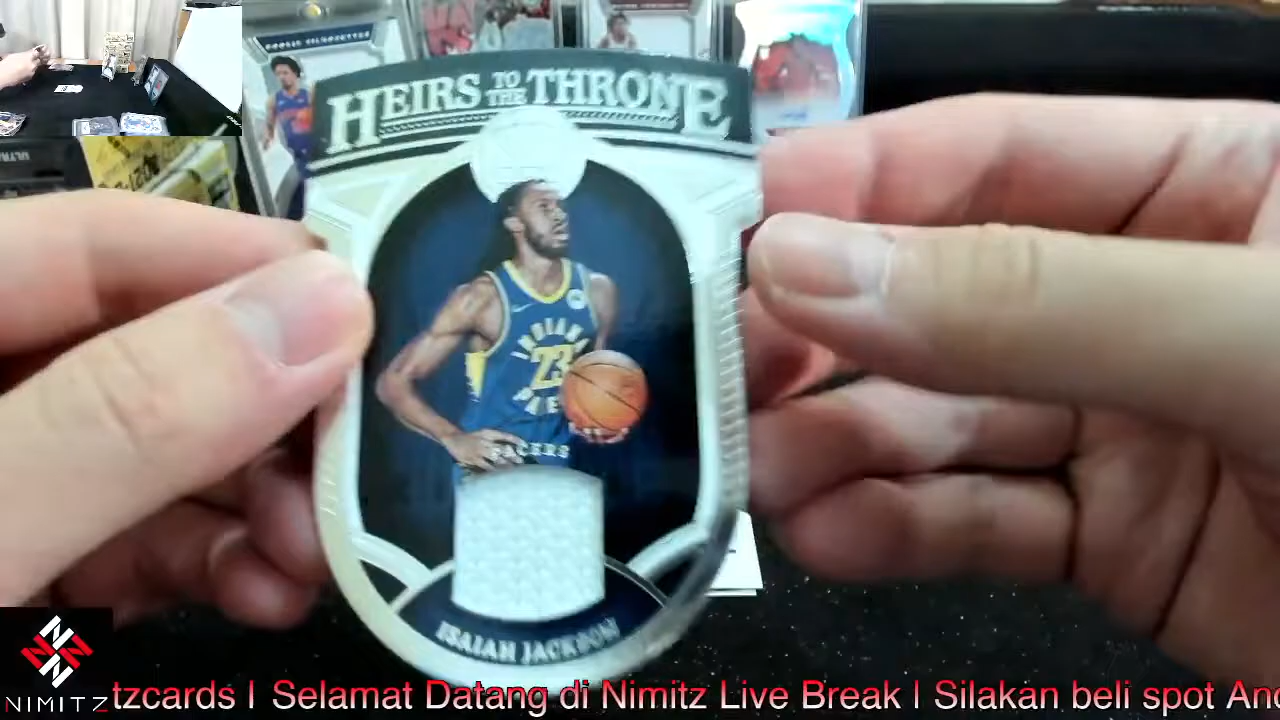 HEIRS TO THE THRONE
INDIANA
23
PACERS
ISAIAH JACKSON
NIMITZ
tzcards I Selamat Datang di Nimitz Live Break I Silakan beli spot And